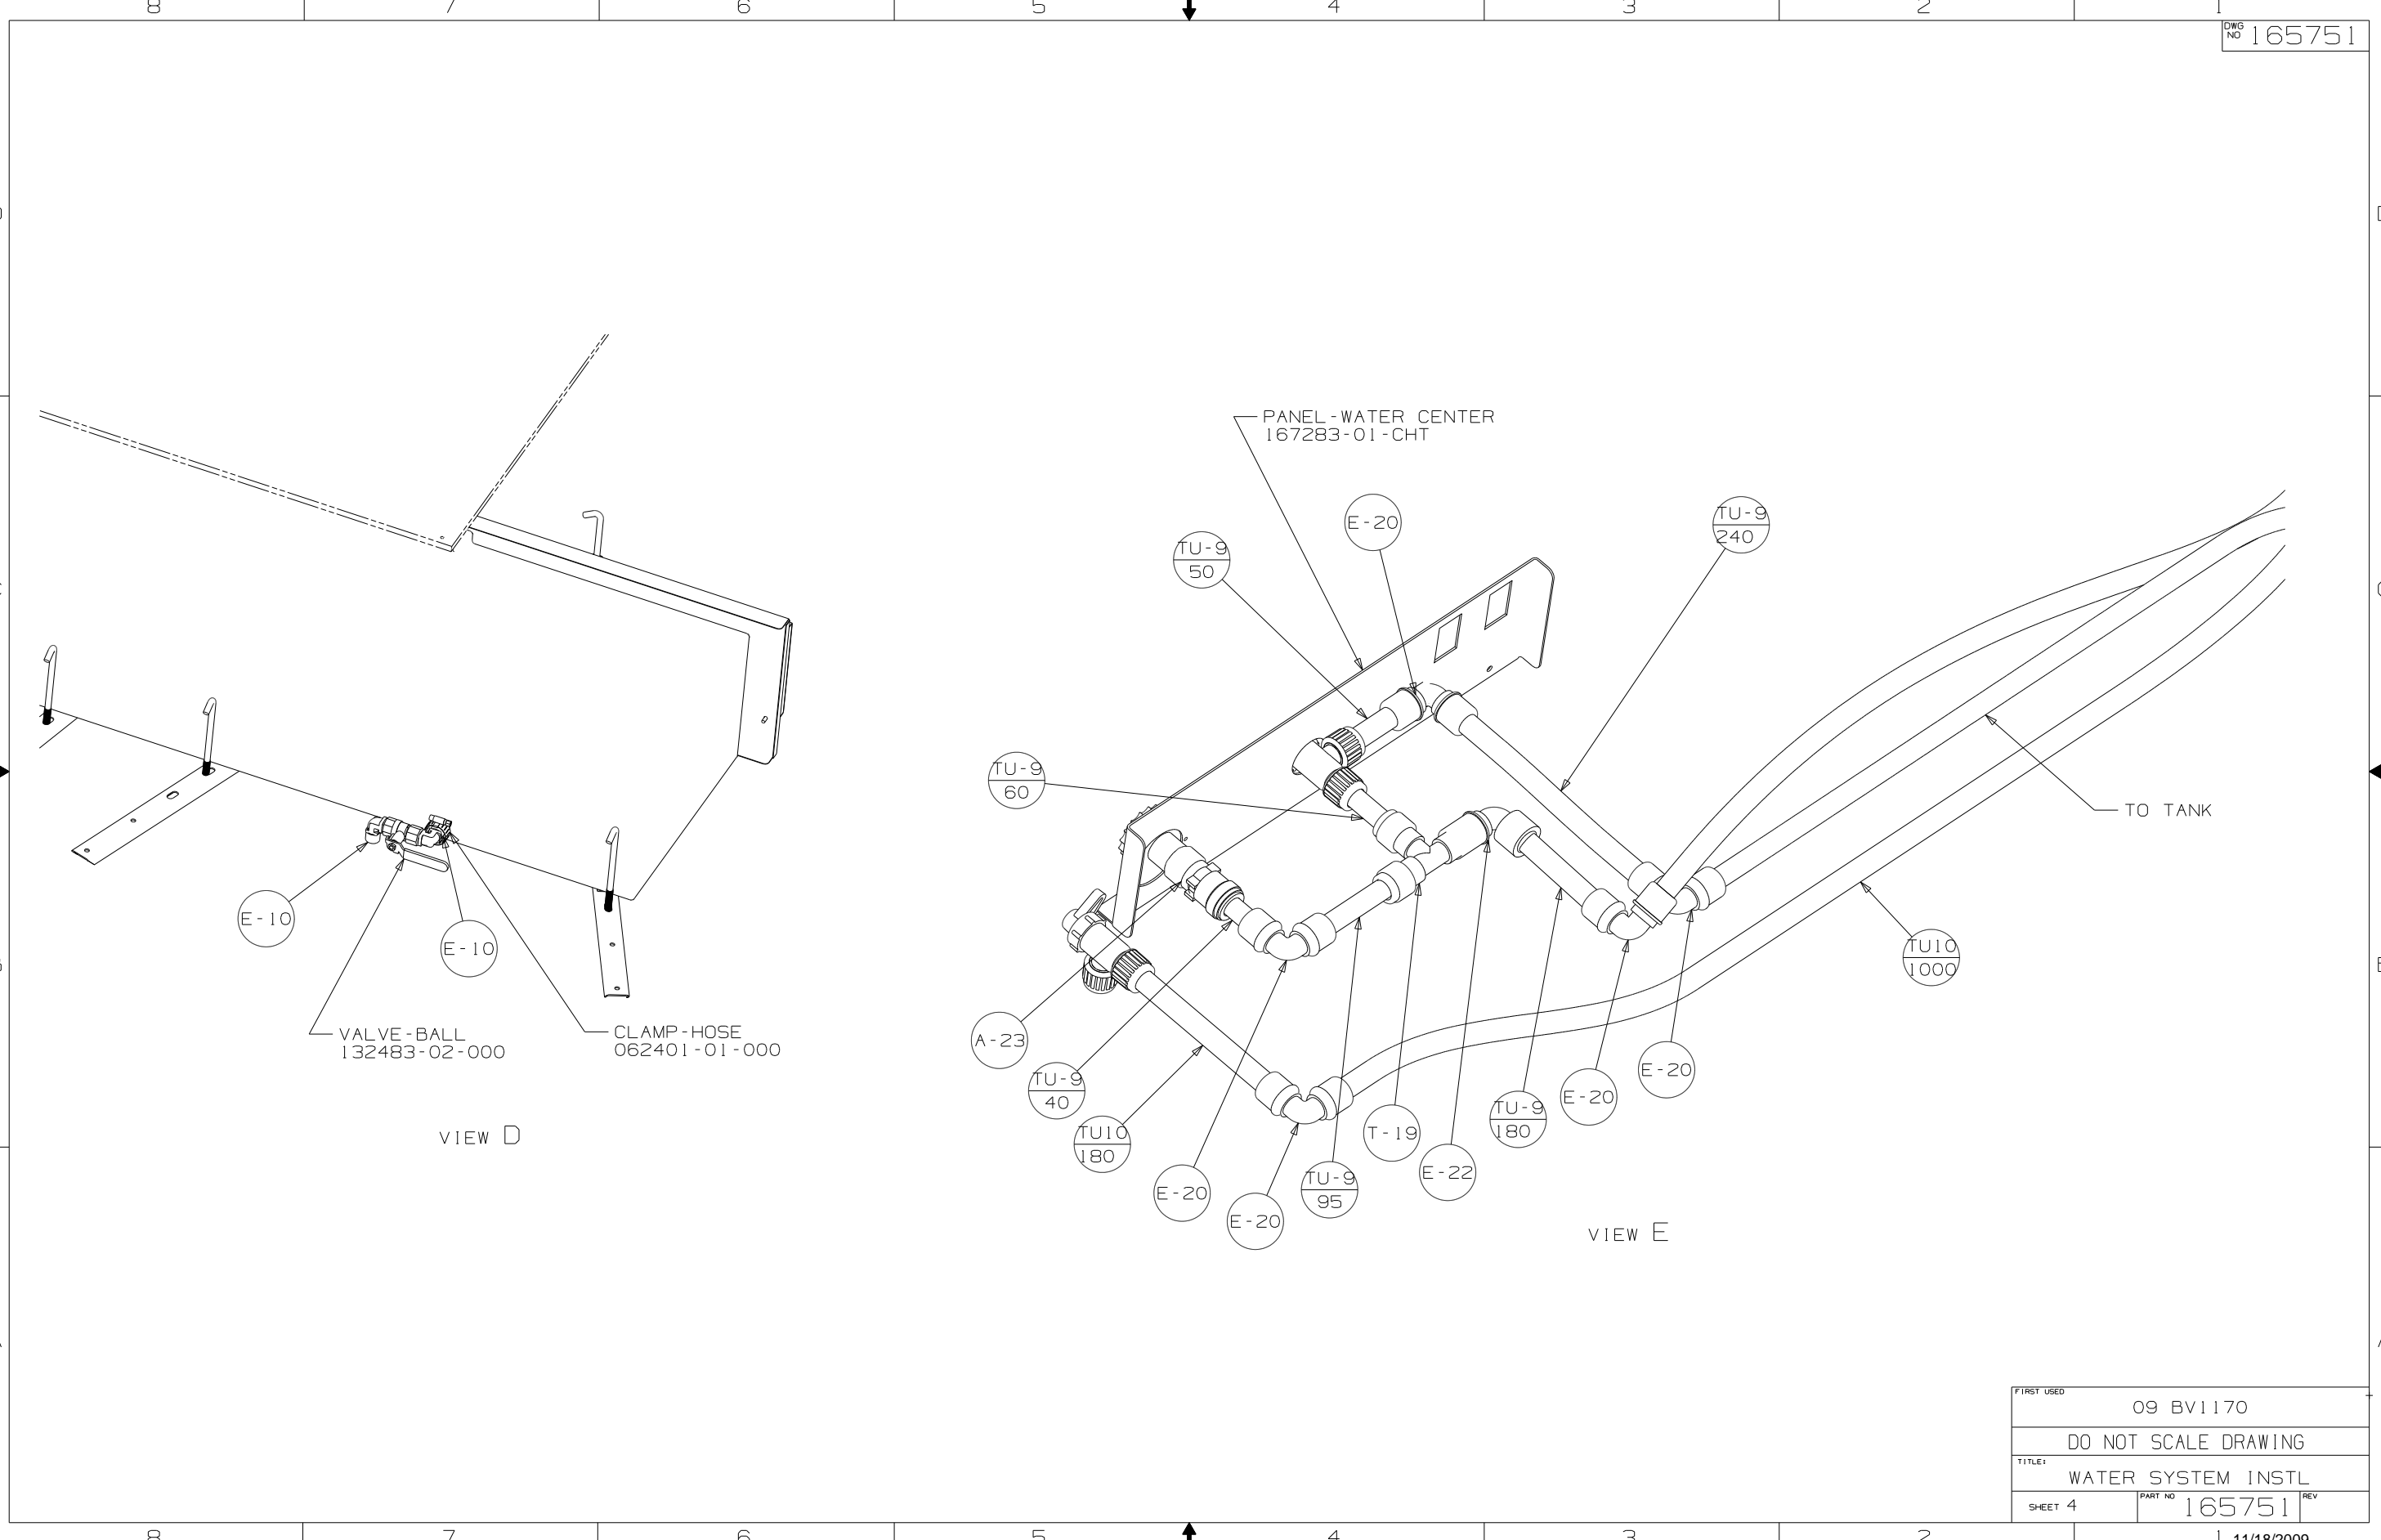 8 7 6 5 4 3 2 1
DWG NO 165751
D
PANEL-WATER CENTER
167283-01-CHT
E-20
TU-9
240
TU-9
50
TU-9
60
TO TANK
E-10
E-10
TU10
1000
A-23
VALVE-BALL
132483-02-000
CLAMP-HOSE
062401-01-000
TU-9
40
E-20
E-20
TU-9
180
TU10
180
T-19
E-22
TU-9
95
E-20
E-20
VIEW D
VIEW E
FIRST USED
09 BV1170
DO NOT SCALE DRAWING
TITLE:
WATER SYSTEM INSTL
SHEET 4
PART NO 165751
REV
8 7 6 5 4 3 2 1
11/18/2009